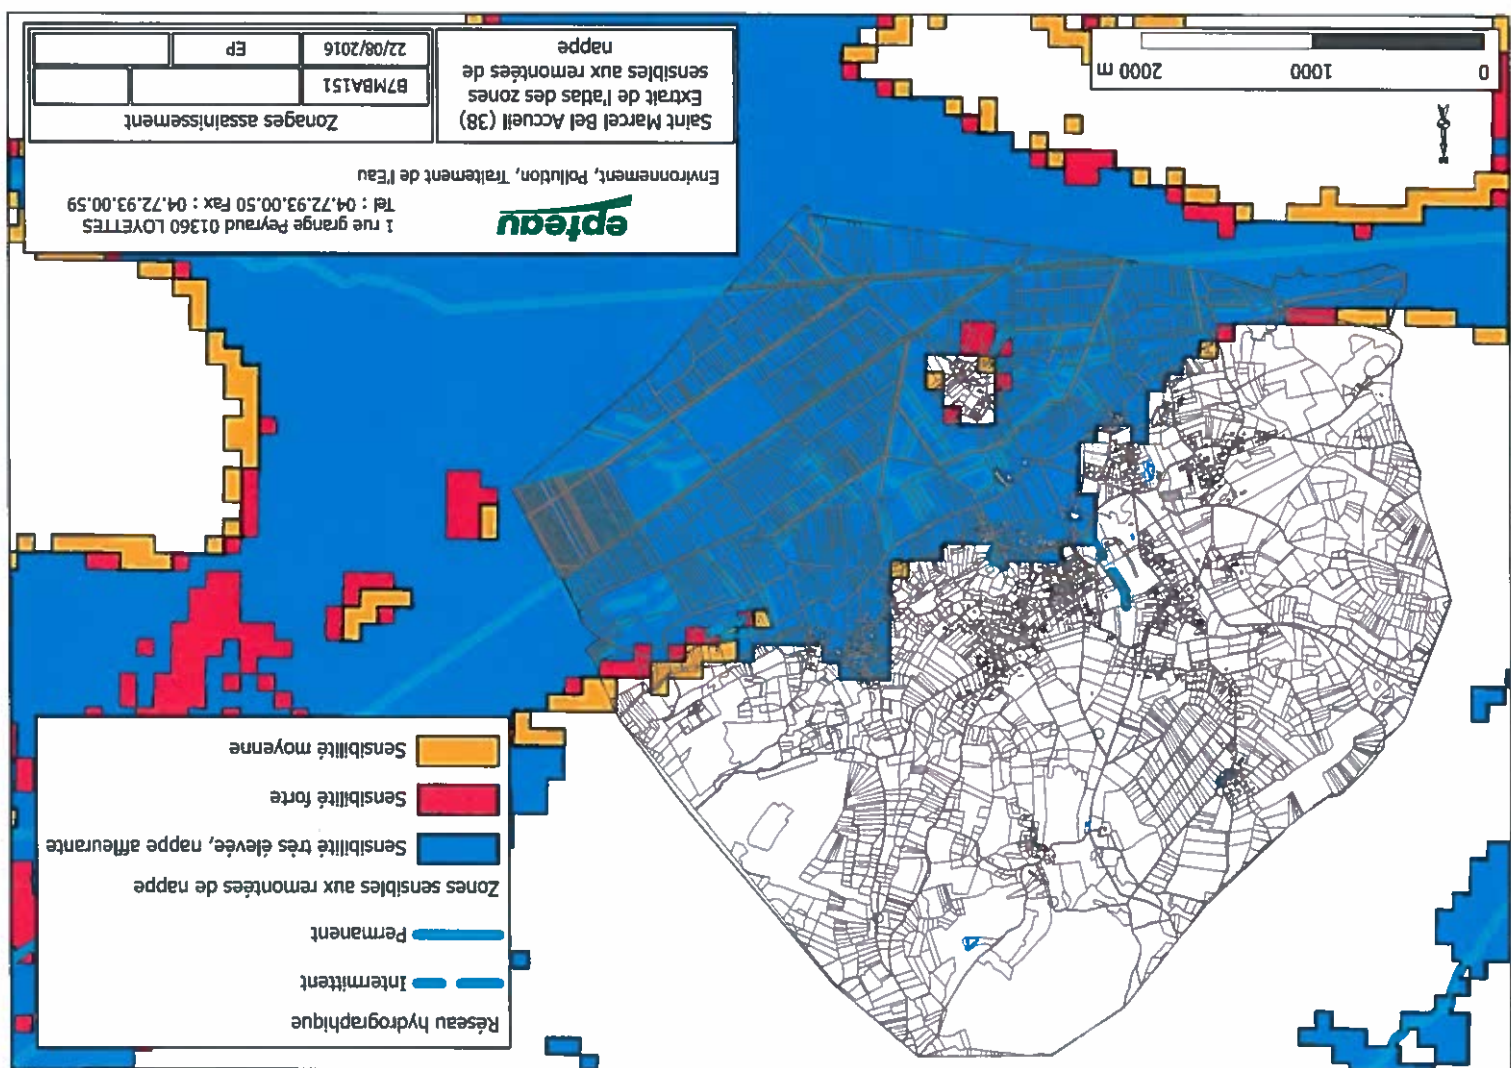 Réseau hydrographique
Intermittent
Permanent
Zones sensibles aux remontées de nappe
Sensibilité très élevée, nappe affleurante
Sensibilité forte
Sensibilité moyenne
epteau
1 rue grange Peyraud 01360 LOYETTES
Tel : 04.72.93.00.50 Fax : 04.72.93.00.59
Environnement, Pollution, Traitement de l'Eau
Saint Marcel Bel Accueil (38)
Extrait de l'atlas des zones
sensibles aux remontées de
nappe
Zonages assainissement
B7MBA151
22/08/2016 EP
N
0 1000 2000 m